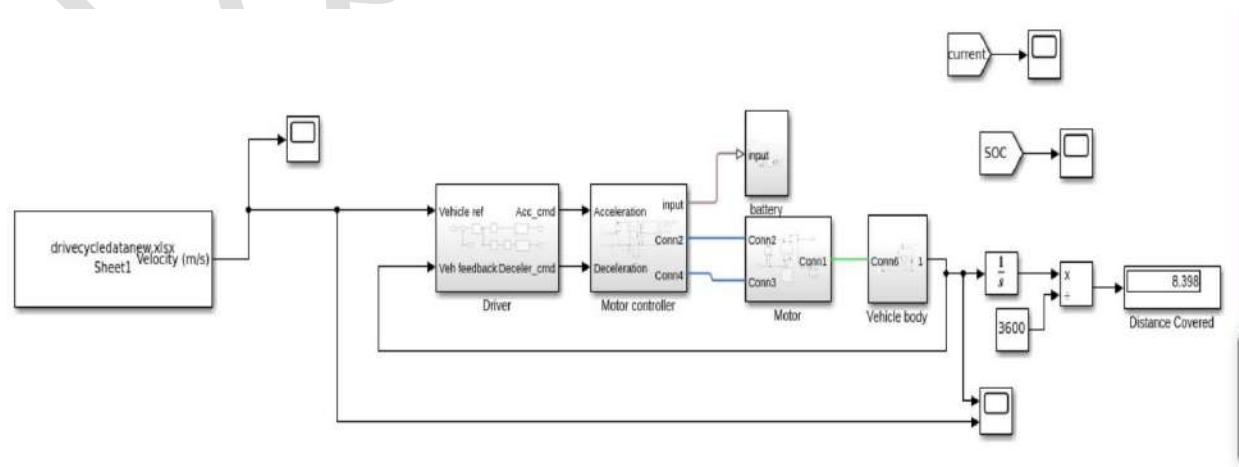 current
SOC
drivecycledatanew.xlsx
Sheet1
Velocity (m/s)
Vehicle ref
Acc_cmd
Veh feedback
Deceler_cmd
Driver
Acceleration
input
Conn2
Deceleration
Conn4
Motor controller
input
battery
Conn2
Conn1
Conn3
Motor
Conn6
1
Vehicle body
1
s
3600
x
÷
8.398
Distance Covered